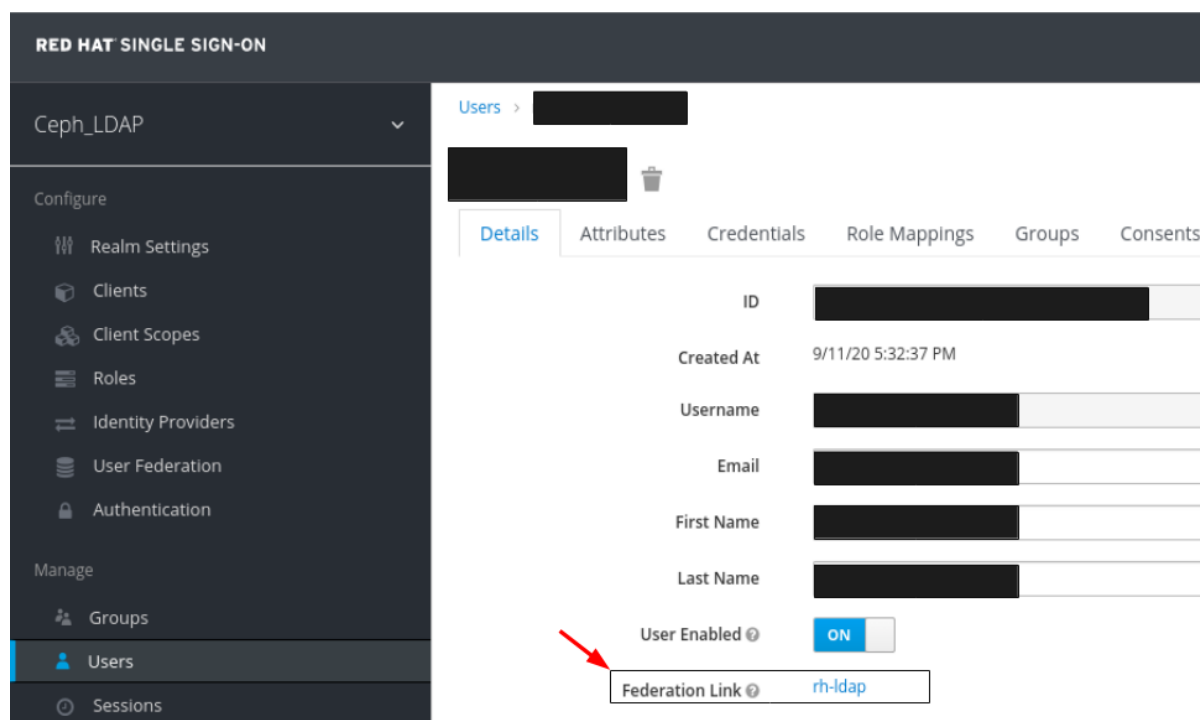 RED HAT SINGLE SIGN-ON
Ceph_LDAP
Configure
Realm Settings
Clients
Client Scopes
Roles
Identity Providers
User Federation
Authentication
Manage
Groups
Users
Sessions
Users >
Details Attributes Credentials Role Mappings Groups Consents
ID
Created At 9/11/20 5:32:37 PM
Username
Email
First Name
Last Name
User Enabled ON
Federation Link rh-ldap